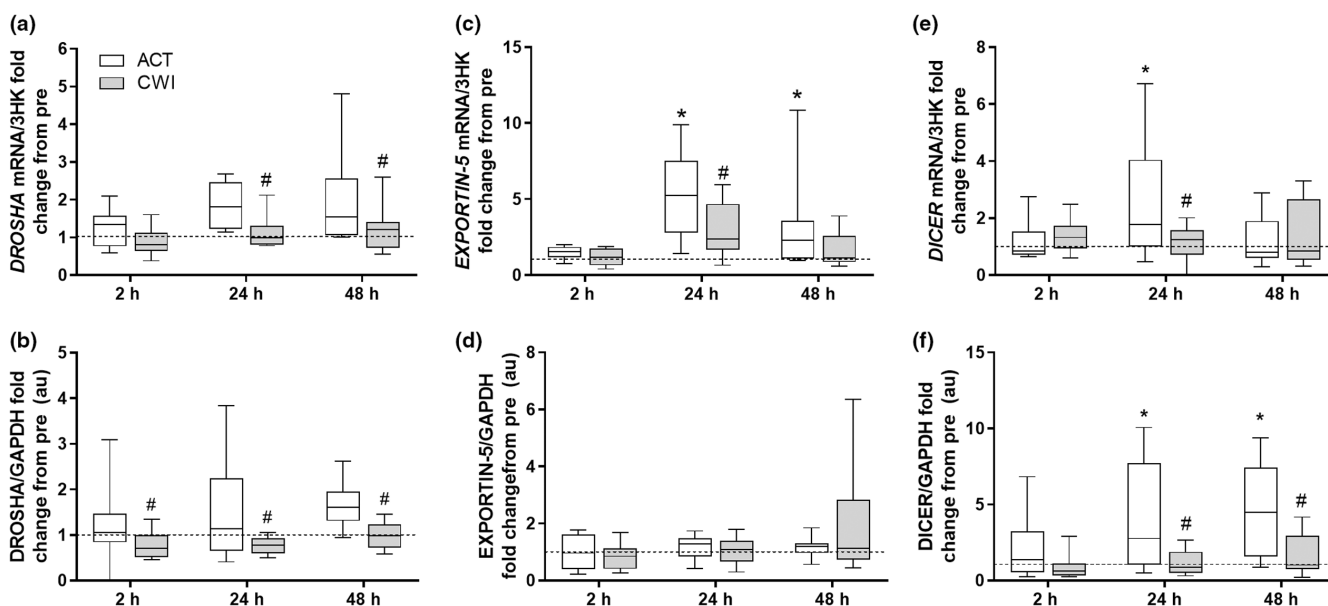 (a)
DROSHA mRNA/3HK fold
change from pre
6
5
4
3
2
1
0
ACT
CWI
#
#
2 h
24 h
48 h
(c)
EXPORTIN-5 mRNA/3HK
fold change from pre
15
10
5
0
*
#
*
2 h
24 h
48 h
(e)
DICER mRNA/3HK fold
change from pre
8
6
4
2
0
*
#
2 h
24 h
48 h
(b)
DROSHA/GAPDH fold
change from pre (au)
5
4
3
2
1
0
#
#
#
2 h
24 h
48 h
(d)
EXPORTIN-5/GAPDH
fold changefrom pre (au)
8
6
4
2
0
2 h
24 h
48 h
(f)
DICER/GAPDH fold
change from pre (au)
15
10
5
0
*
#
*
#
2 h
24 h
48 h